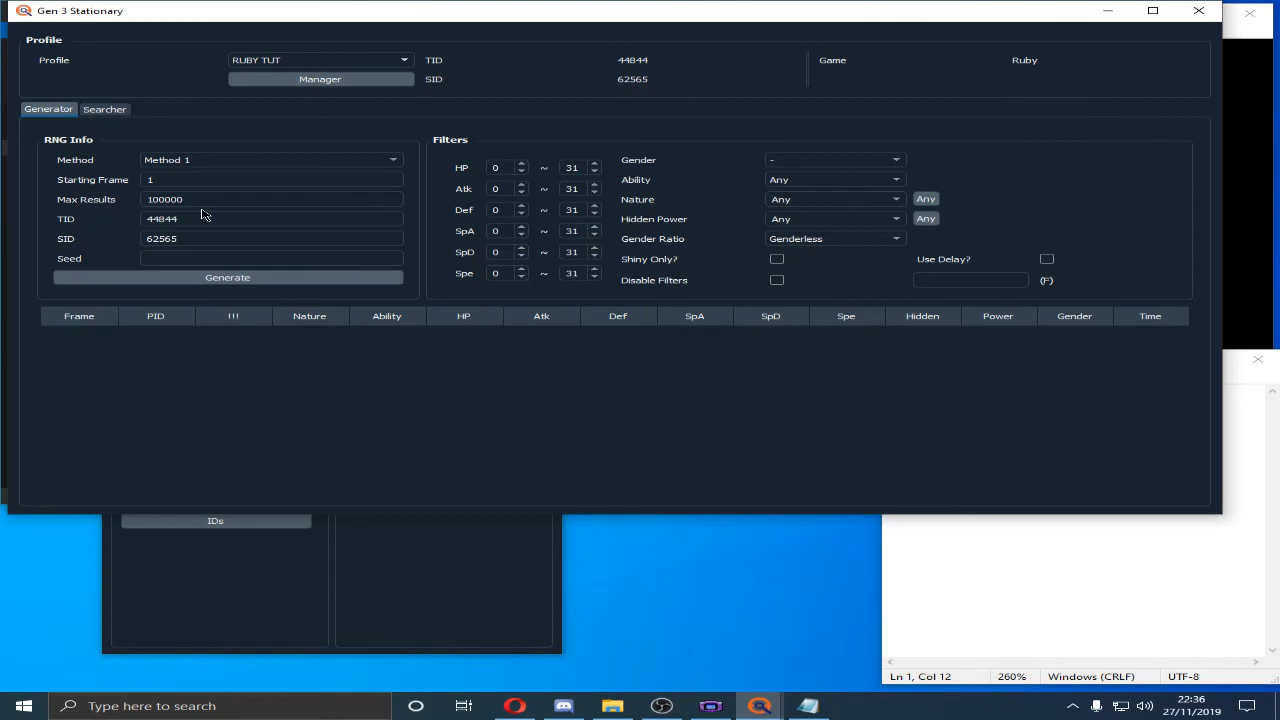 Gen 3 Stationary
Profile
Profile RUBY TUT TID 44844 Game Ruby
Manager SID 62565
Generator Searcher
RNG Info Filters
Method Method 1
Starting Frame 1
Max Results 100000
TID 44844
SID 62565
Seed
Generate
HP 0 ~ 31
Atk 0 ~ 31
Def 0 ~ 31
SpA 0 ~ 31
SpD 0 ~ 31
Spe 0 ~ 31
Gender -
Ability Any
Nature Any Any
Hidden Power Any Any
Gender Ratio Genderless
Shiny Only? Use Delay?
Disable Filters (F)
Frame PID !!! Nature Ability HP Atk Def SpA SpD Spe Hidden Power Gender Time
IDs
Ln 1, Col 12 260% Windows (CRLF) UTF-8
Type here to search
22:36
27/11/2019